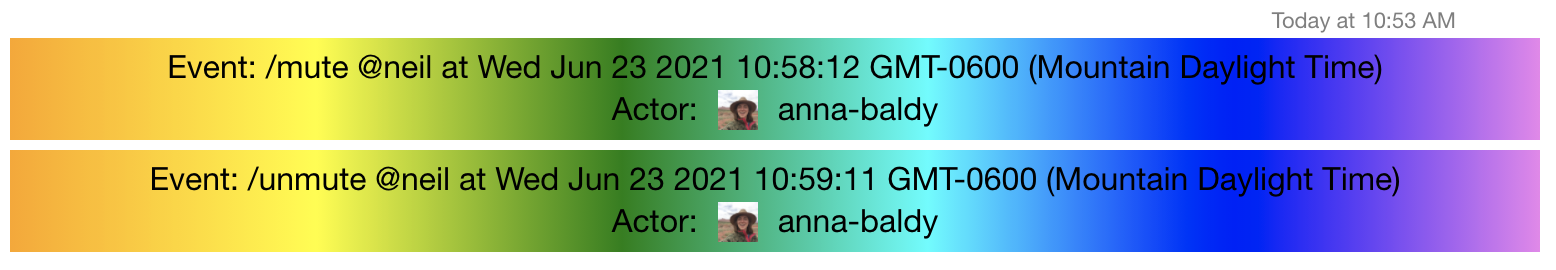 Today at 10:53 AM
Event: /mute @neil at Wed Jun 23 2021 10:58:12 GMT-0600 (Mountain Daylight Time)
Actor: anna-baldy
Event: /unmute @neil at Wed Jun 23 2021 10:59:11 GMT-0600 (Mountain Daylight Time)
Actor: anna-baldy